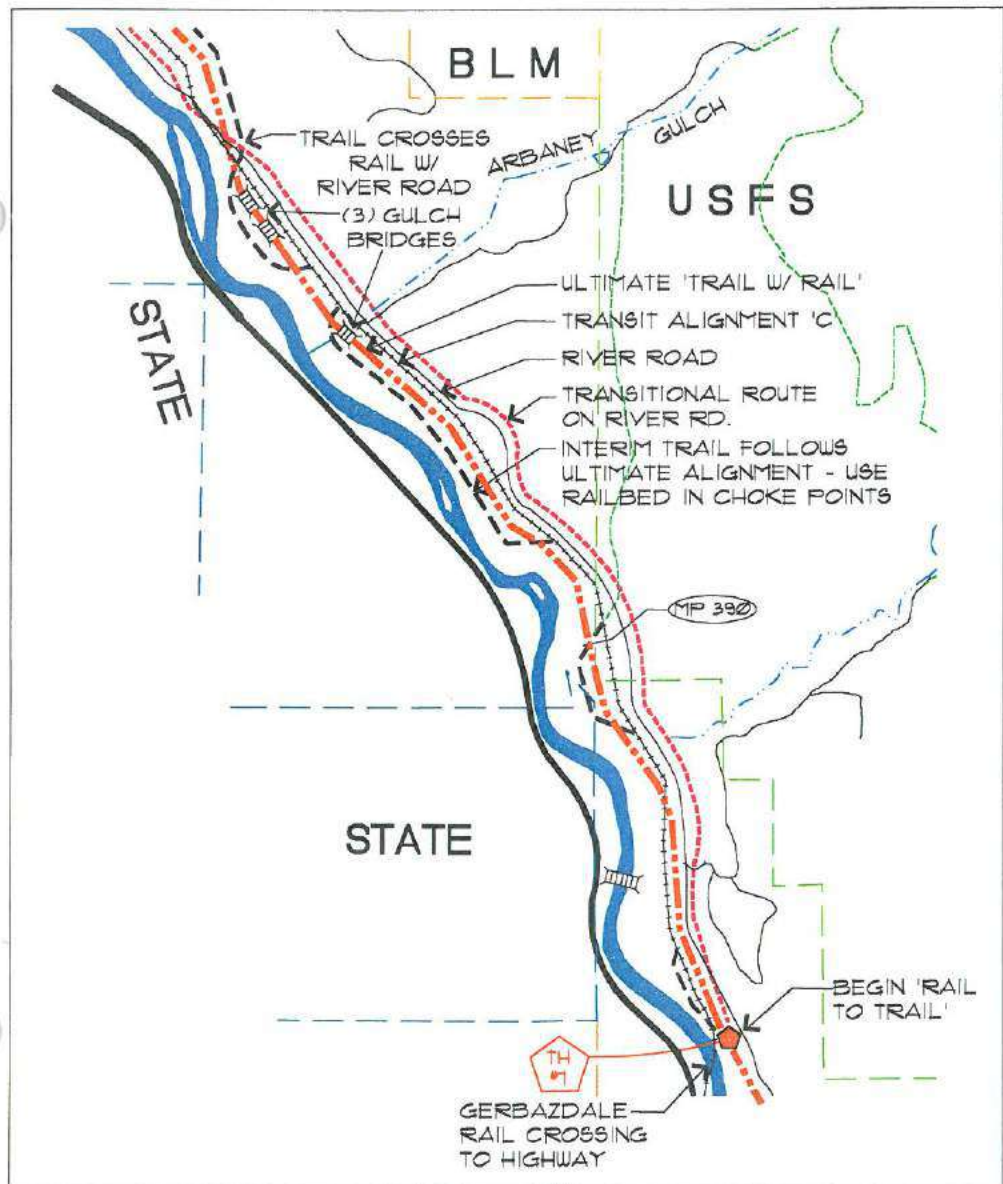 BLM
TRAIL CROSSES
RAIL W/
RIVER ROAD
(3) GULCH
BRIDGES
ARBANEY
GULCH
USFS
STATE
ULTIMATE 'TRAIL W/ RAIL'
TRANSIT ALIGNMENT 'C
RIVER ROAD
TRANSITIONAL ROUTE
ON RIVER RD.
INTERIM TRAIL FOLLOWS
ULTIMATE ALIGNMENT - USE
RAILBED IN CHOKE POINTS
MP 390
STATE
BEGIN 'RAIL
TO TRAIL'
TH
#7
GERBAZDALE
RAIL CROSSING
TO HIGHWAY